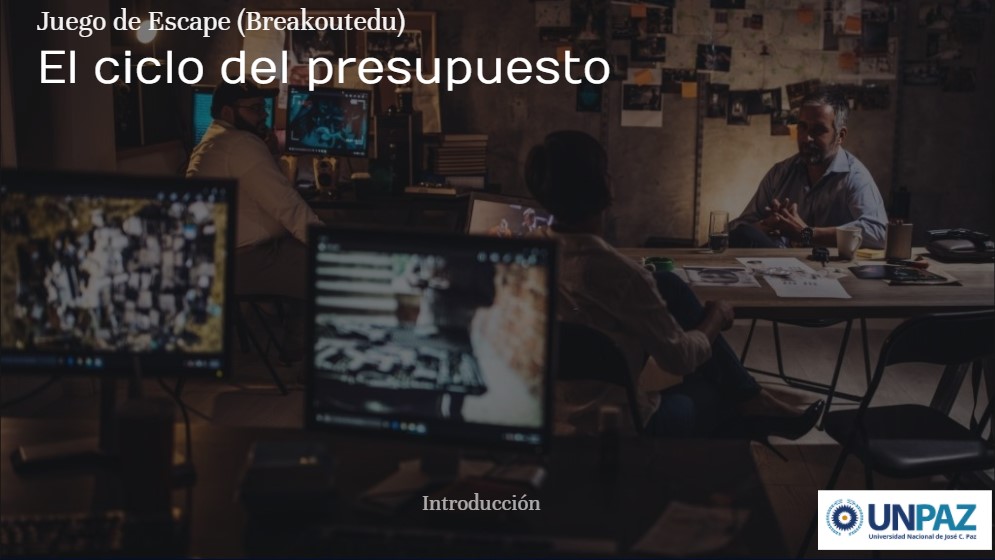 Juego de Escape (Breakoutedu)
El ciclo del presupuesto
Introducción
UNPAZ
Universidad Nacional de José C. Paz